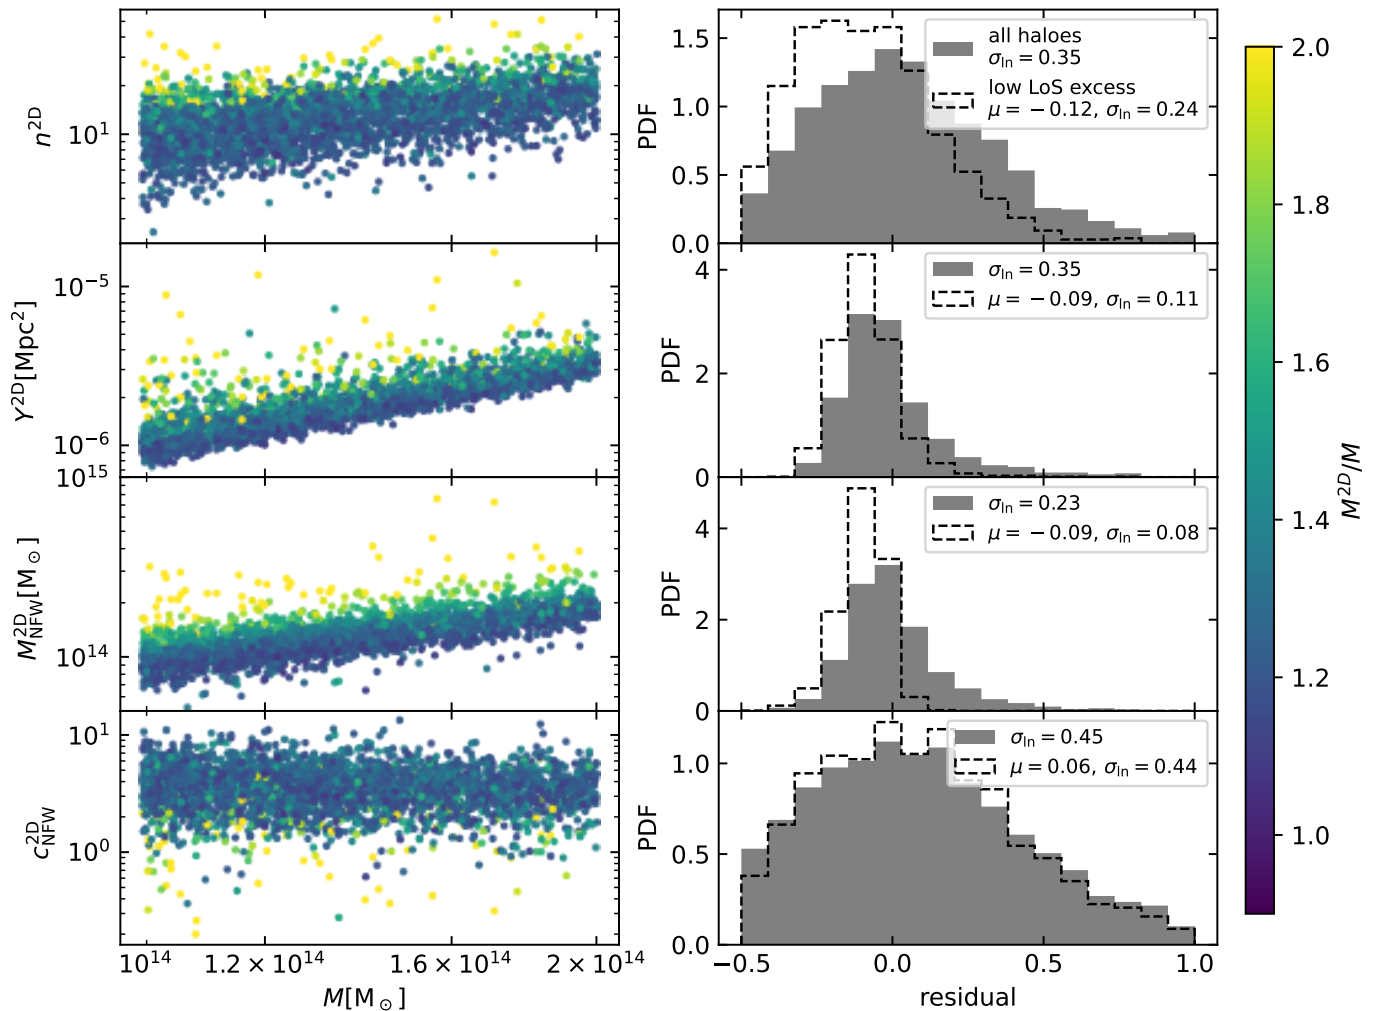 n^2D
10^1
Y^2D[Mpc^2]
10^−5
10^−6
M^2D_NFW[M_⊙]
10^15
10^14
c^2D_NFW
10^1
10^0
10^14
1.2 × 10^14
1.6 × 10^14
2 × 10^14
M[M_⊙]
PDF
1.5
1.0
0.5
0.0
all haloes
σ_ln = 0.35
low LoS excess
μ = −0.12, σ_ln = 0.24
PDF
4
2
0
σ_ln = 0.35
μ = −0.09, σ_ln = 0.11
PDF
4
2
0
σ_ln = 0.23
μ = −0.09, σ_ln = 0.08
PDF
1.0
0.5
0.0
σ_ln = 0.45
μ = 0.06, σ_ln = 0.44
−0.5
0.0
0.5
1.0
residual
2.0
1.8
1.6
1.4
1.2
1.0
M^2D/M